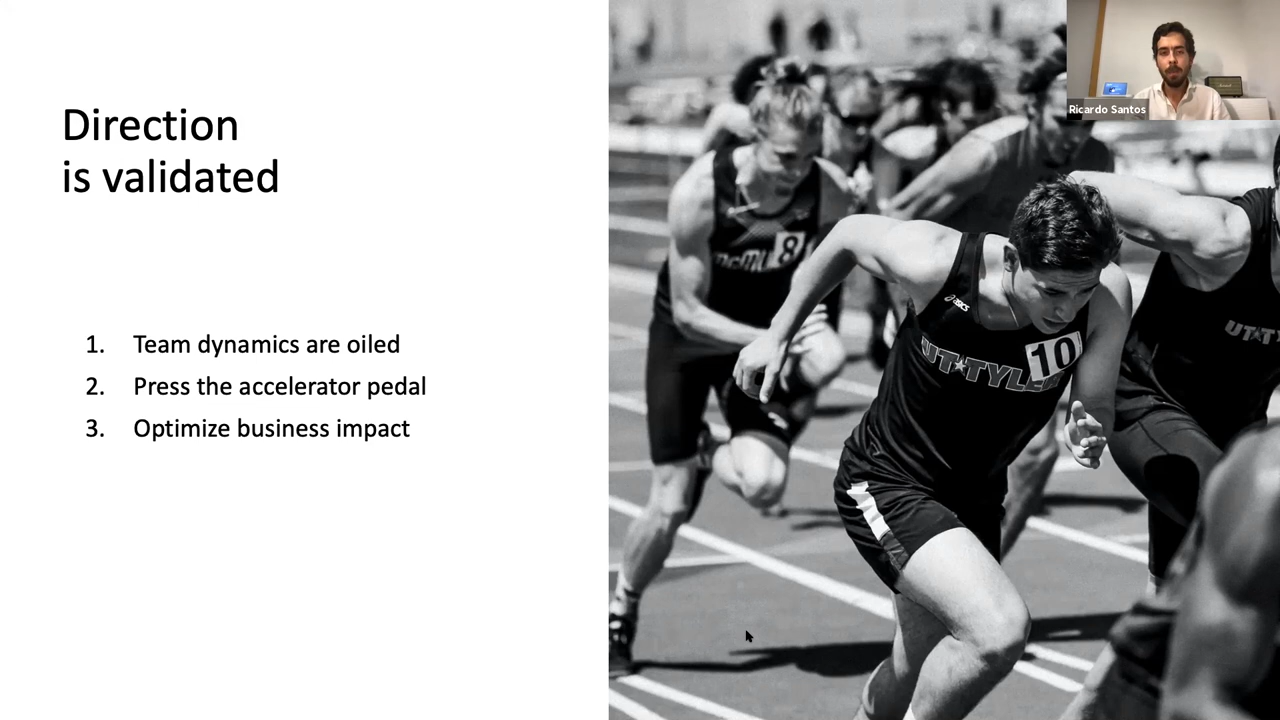 Direction
is validated
1. Team dynamics are oiled
2. Press the accelerator pedal
3. Optimize business impact
Ricardo Santos
8
asics
10
UT★TYLER